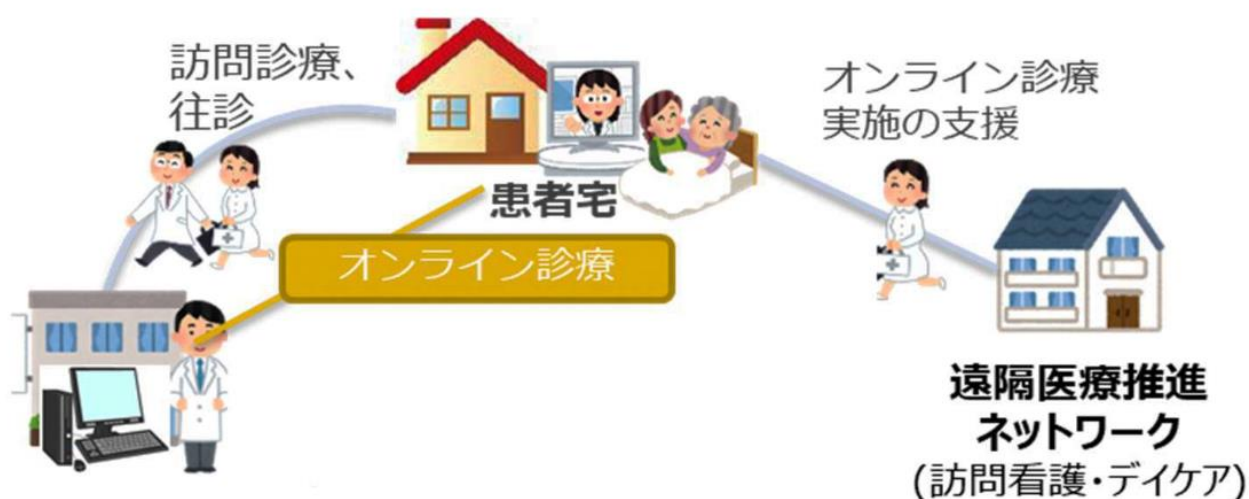 訪問診療、
往診
オンライン診療
実施の支援
患者宅
オンライン診療
遠隔医療推進
ネットワーク
(訪問看護・デイケア)